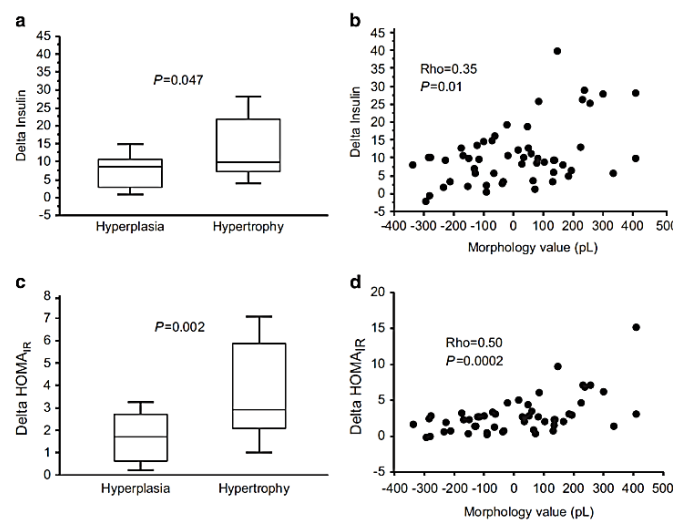 a
45
40
35
30
25
20
15
10
5
0
-5
Delta Insulin
P=0.047
Hyperplasia Hypertrophy
b
45
40
35
30
25
20
15
10
5
0
5
Delta Insulin
Rho=0.35
P=0.01
-400 -300 -200 -100 0 100 200 300 400 500
Morphology value (pL)
c
8
7
6
5
4
3
2
1
0
Delta HOMAIR
P=0.002
Hyperplasia Hypertrophy
d
20
15
10
5
0
-5
Delta HOMAIR
Rho=0.50
P=0.0002
-400 -300 -200 -100 0 100 200 300 400 500
Morphology value (pL)